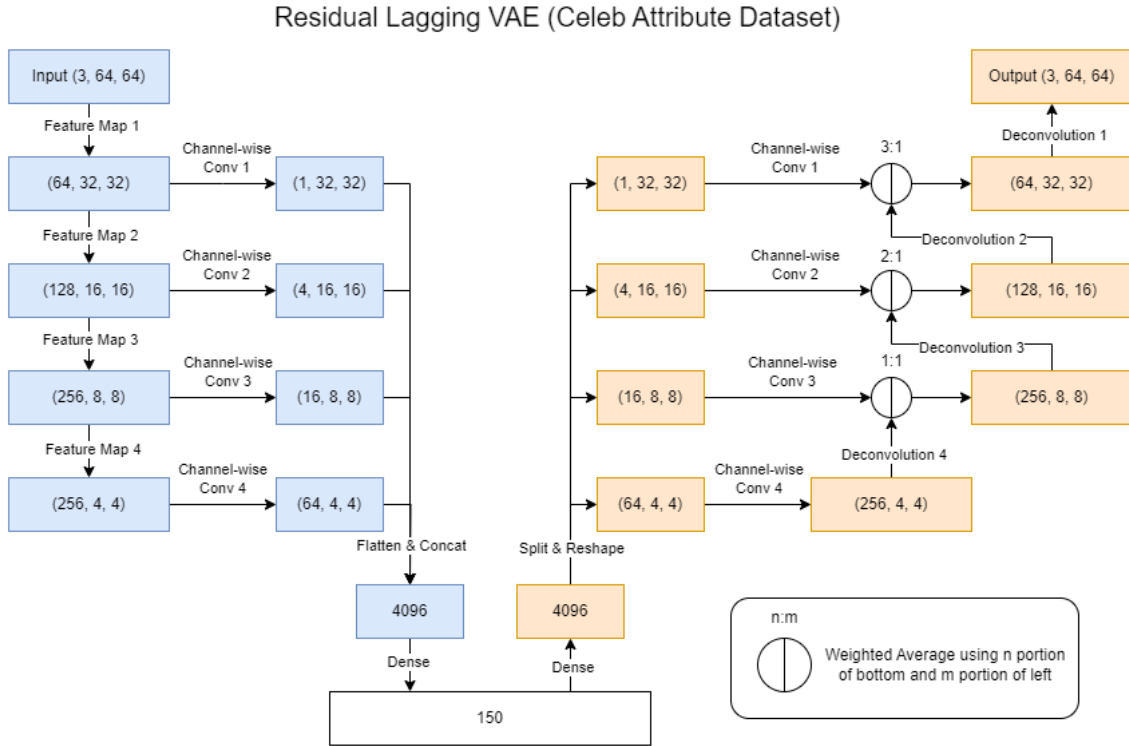 Residual Lagging VAE (Celeb Attribute Dataset)
Input (3, 64, 64)
Feature Map 1
(64, 32, 32)
Channel-wise
Conv 1
(1, 32, 32)
Feature Map 2
(128, 16, 16)
Channel-wise
Conv 2
(4, 16, 16)
Feature Map 3
(256, 8, 8)
Channel-wise
Conv 3
(16, 8, 8)
Feature Map 4
(256, 4, 4)
Channel-wise
Conv 4
(64, 4, 4)
Flatten & Concat
4096
Dense
150
Dense
4096
Split & Reshape
(64, 4, 4)
Channel-wise
Conv 4
(256, 4, 4)
Deconvolution 4
(16, 8, 8)
Channel-wise
Conv 3
1:1
(256, 8, 8)
Deconvolution 3
(4, 16, 16)
Channel-wise
Conv 2
2:1
(128, 16, 16)
Deconvolution 2
(1, 32, 32)
Channel-wise
Conv 1
3:1
(64, 32, 32)
Deconvolution 1
Output (3, 64, 64)
n:m
Weighted Average using n portion
of bottom and m portion of left